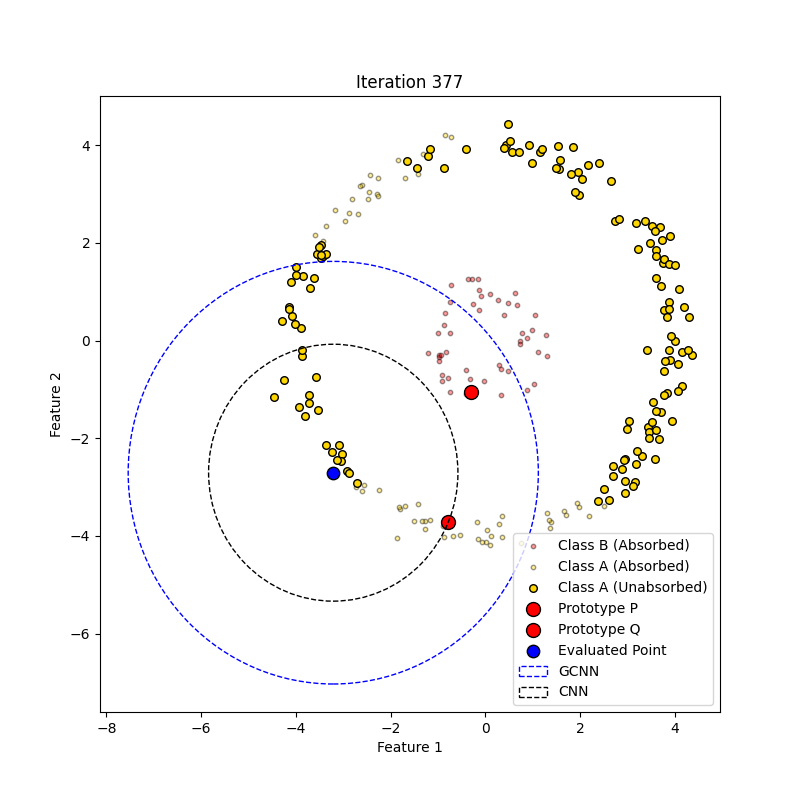 Iteration 377
Feature 2
4
2
0
−2
−4
−6
−8
−6
−4
−2
0
2
4
Feature 1
Class B (Absorbed)
Class A (Absorbed)
Class A (Unabsorbed)
Prototype P
Prototype Q
Evaluated Point
GCNN
CNN